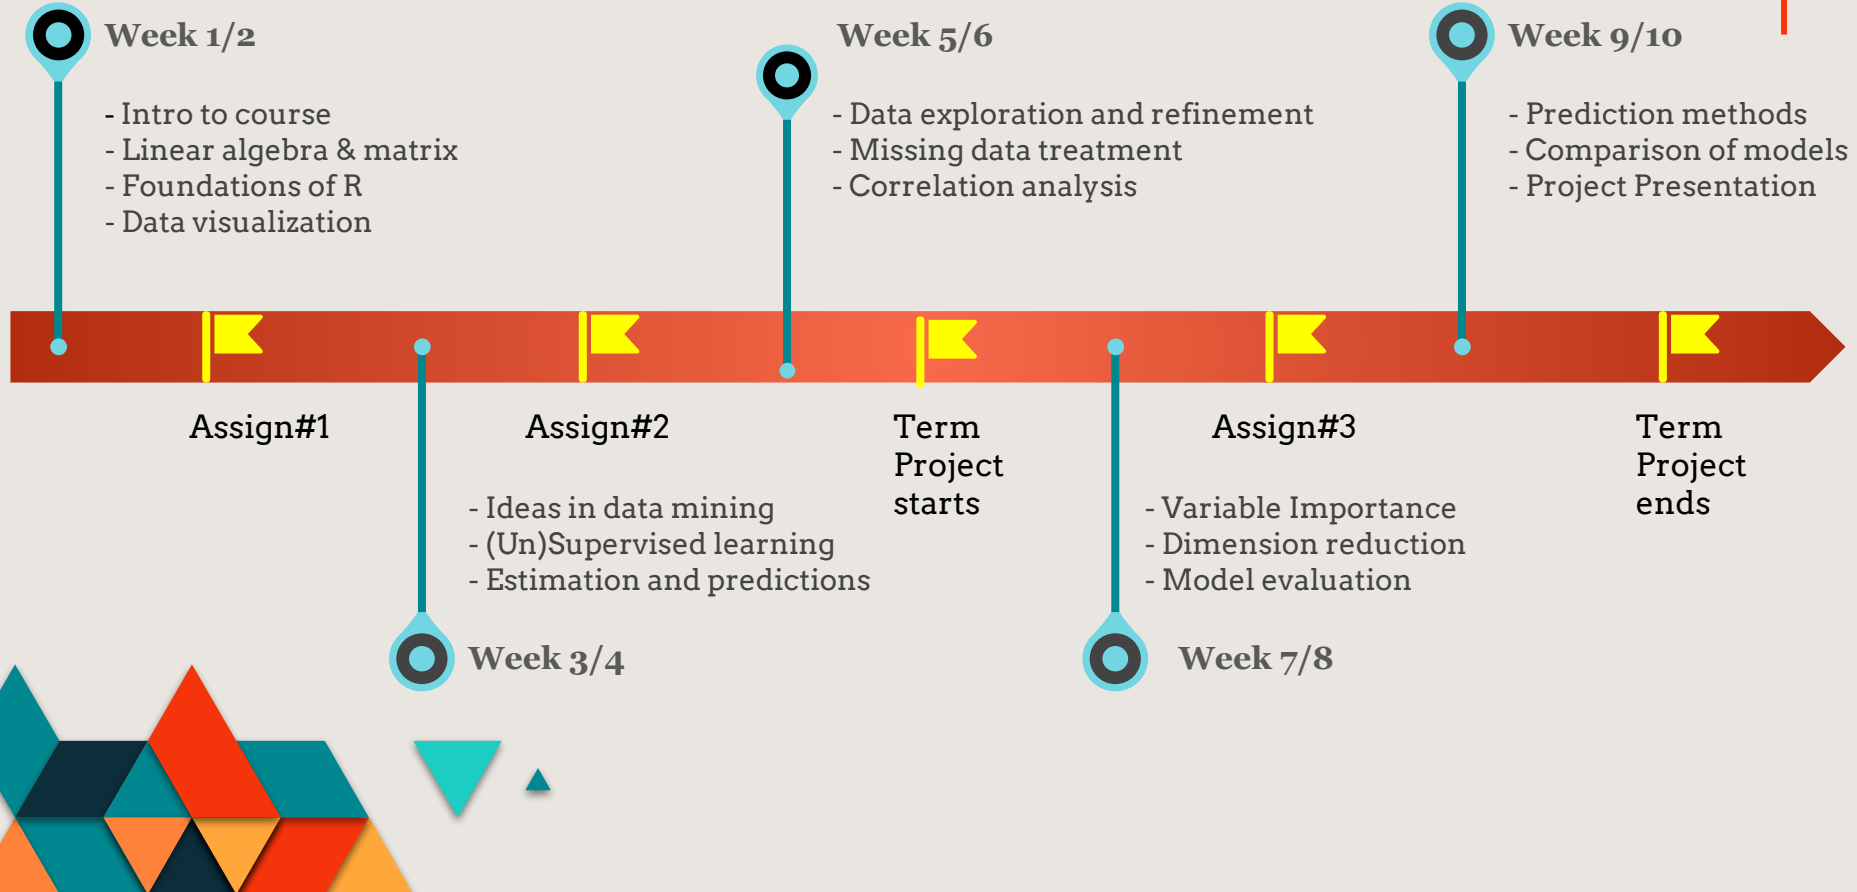 Week 1/2
- Intro to course
- Linear algebra & matrix
- Foundations of R
- Data visualization
Week 5/6
- Data exploration and refinement
- Missing data treatment
- Correlation analysis
Week 9/10
- Prediction methods
- Comparison of models
- Project Presentation
Assign#1
Assign#2
Term
Project
starts
Assign#3
Term
Project
ends
- Ideas in data mining
- (Un)Supervised learning
- Estimation and predictions
Week 3/4
- Variable Importance
- Dimension reduction
- Model evaluation
Week 7/8